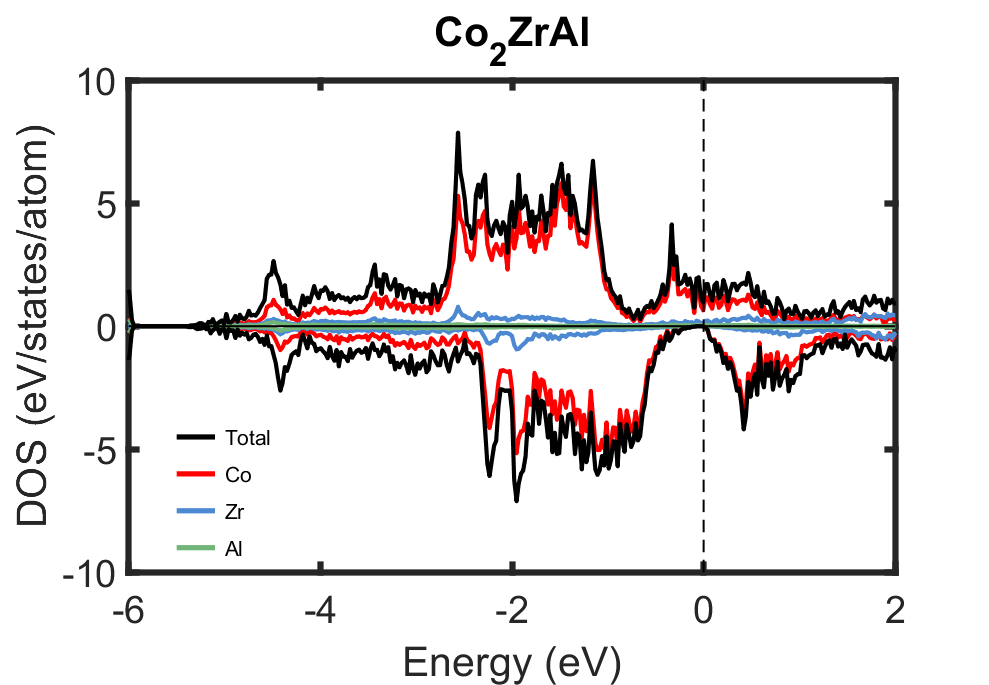 Co₂ZrAl
10
5
0
-5
-10
DOS (eV/states/atom)
Total
Co
Zr
Al
-6 -4 -2 0 2
Energy (eV)